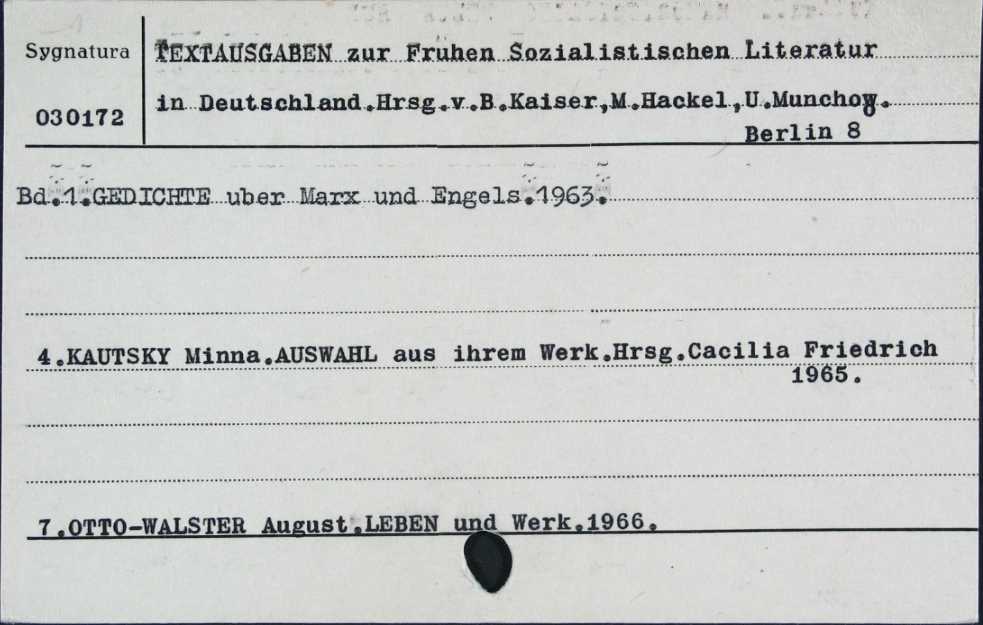 Sygnatura
TEXTAUSGABEN zur Fruhen Sozialistischen Literatur
030172
in Deutschland.Hrsg.v.B.Kaiser,M.Hackel,U.Munchow.
Berlin 8
Bd.1.GEDICHTE uber Marx und Engels.1963.
4.KAUTSKY Minna.AUSWAHL aus ihrem Werk.Hrsg.Cacilia Friedrich
1965.
7.OTTO-WALSTER August.LEBEN und Werk.1966.